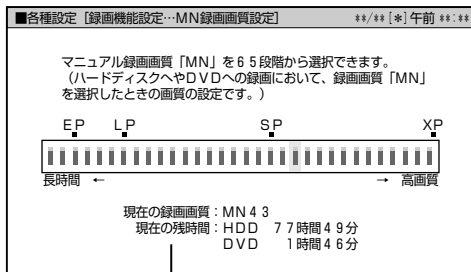 ■各種設定［録画機能設定…MN録画画質設定］ **/**[*]午前 **:**
マニュアル録画画質「MN」を65段階から選択できます。
（ハードディスクへやDVDへの録画において、録画画質「MN」
を選択したときの画質の設定です。）
EP LP SP XP
長時間 ← → 高画質
現在の録画画質：MN43
現在の残時間：HDD 77時間49分
DVD 1時間46分